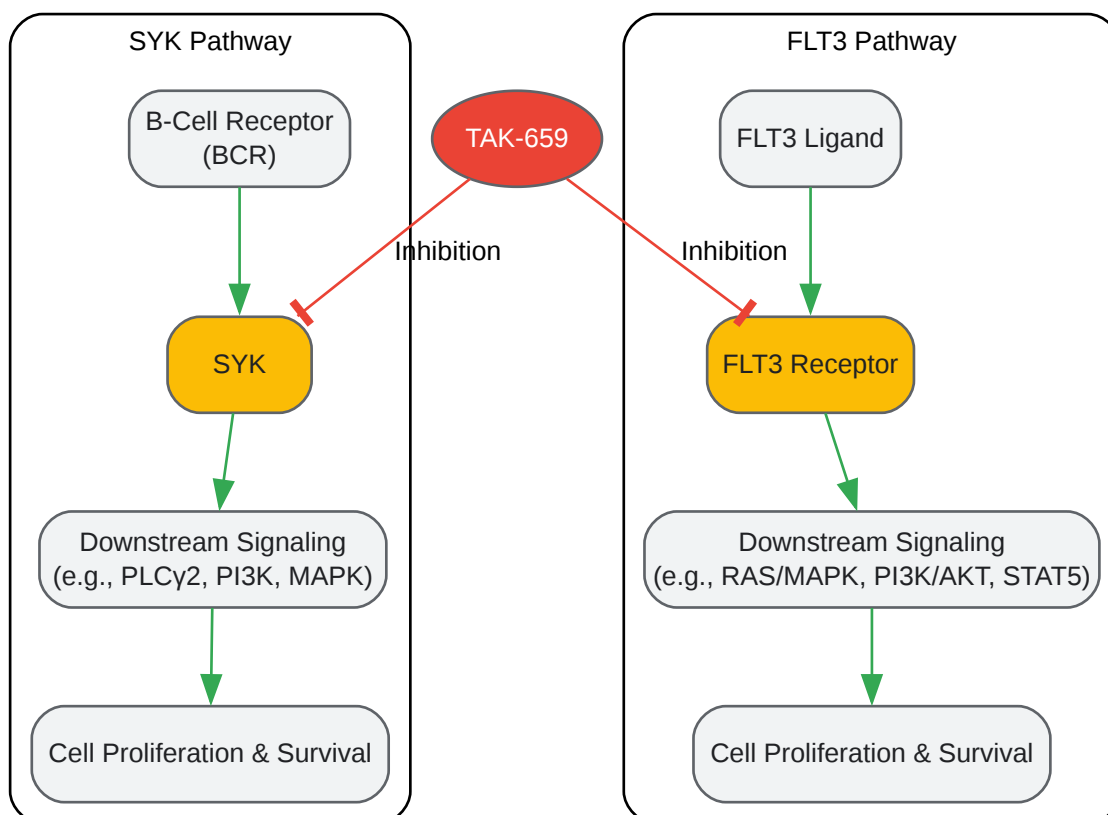 SYK Pathway
FLT3 Pathway
B-Cell Receptor
(BCR)
TAK-659
FLT3 Ligand
Inhibition
Inhibition
SYK
FLT3 Receptor
Downstream Signaling
(e.g., PLCγ2, PI3K, MAPK)
Downstream Signaling
(e.g., RAS/MAPK, PI3K/AKT, STAT5)
Cell Proliferation & Survival
Cell Proliferation & Survival